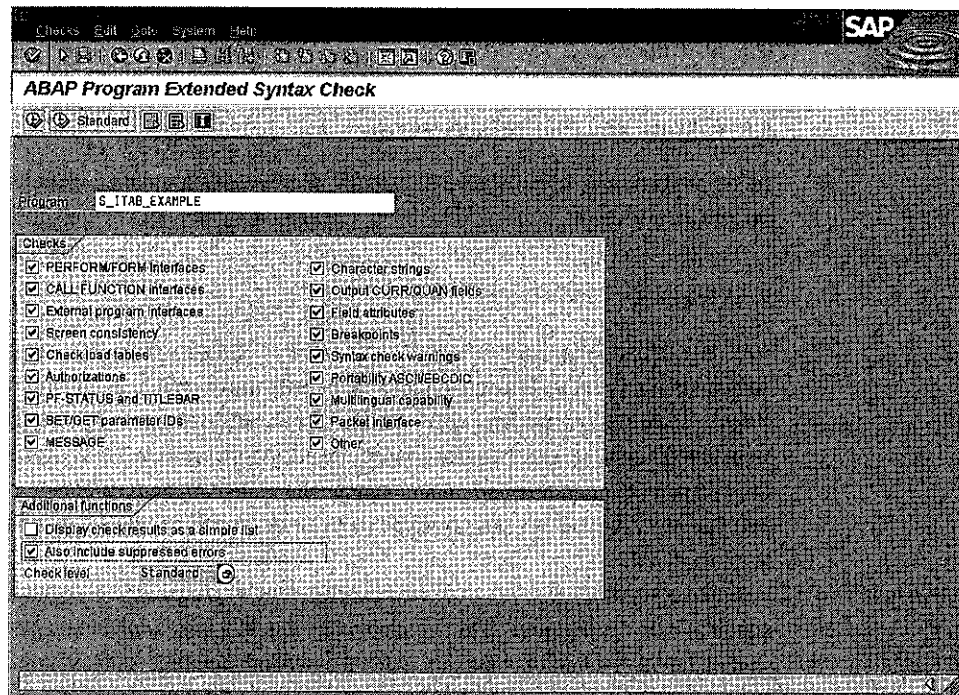 Checks Edit Goto System Help
SAP
ABAP Program Extended Syntax Check
Standard
Program S_ITAB_EXAMPLE
Checks
PERFORM/FORM interfaces
CALL FUNCTION interfaces
External program interfaces
Screen consistency
Check load tables
Authorizations
PF-STATUS and TITLEBAR
SET/GET parameter IDs
MESSAGE
Character strings
Output CURR/QUAN fields
Field attributes
Breakpoints
Syntax check warnings
Portability ASCII/EBCDIC
Multilingual capability
Packet interface
Other
Additional functions
Display check results as a simple list
Also include suppressed errors
Check level Standard